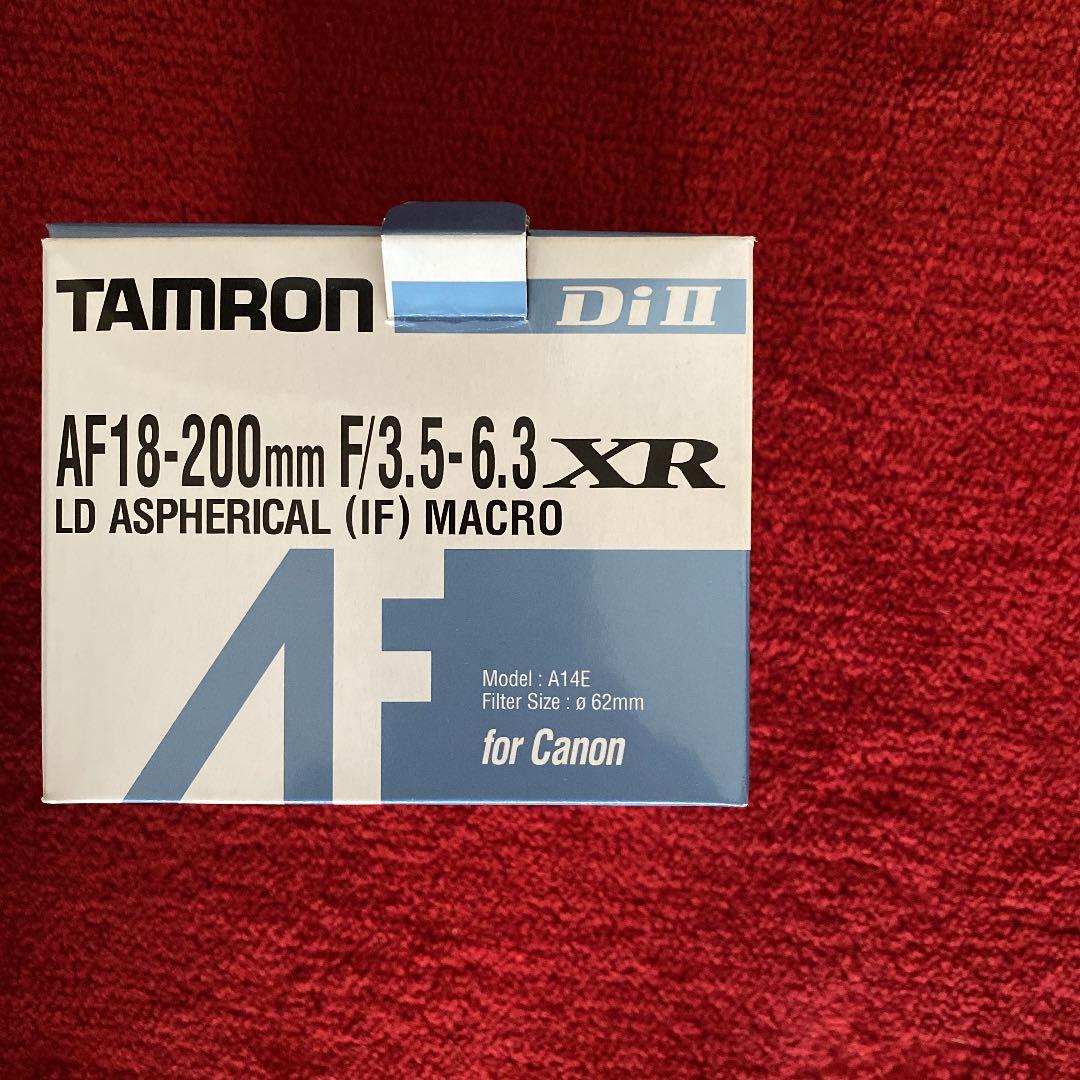 TAMRON Di II
AF18-200mm F/3.5-6.3 XR
LD ASPHERICAL (IF) MACRO
AF
Model : A14E
Filter Size : ø 62mm
for Canon